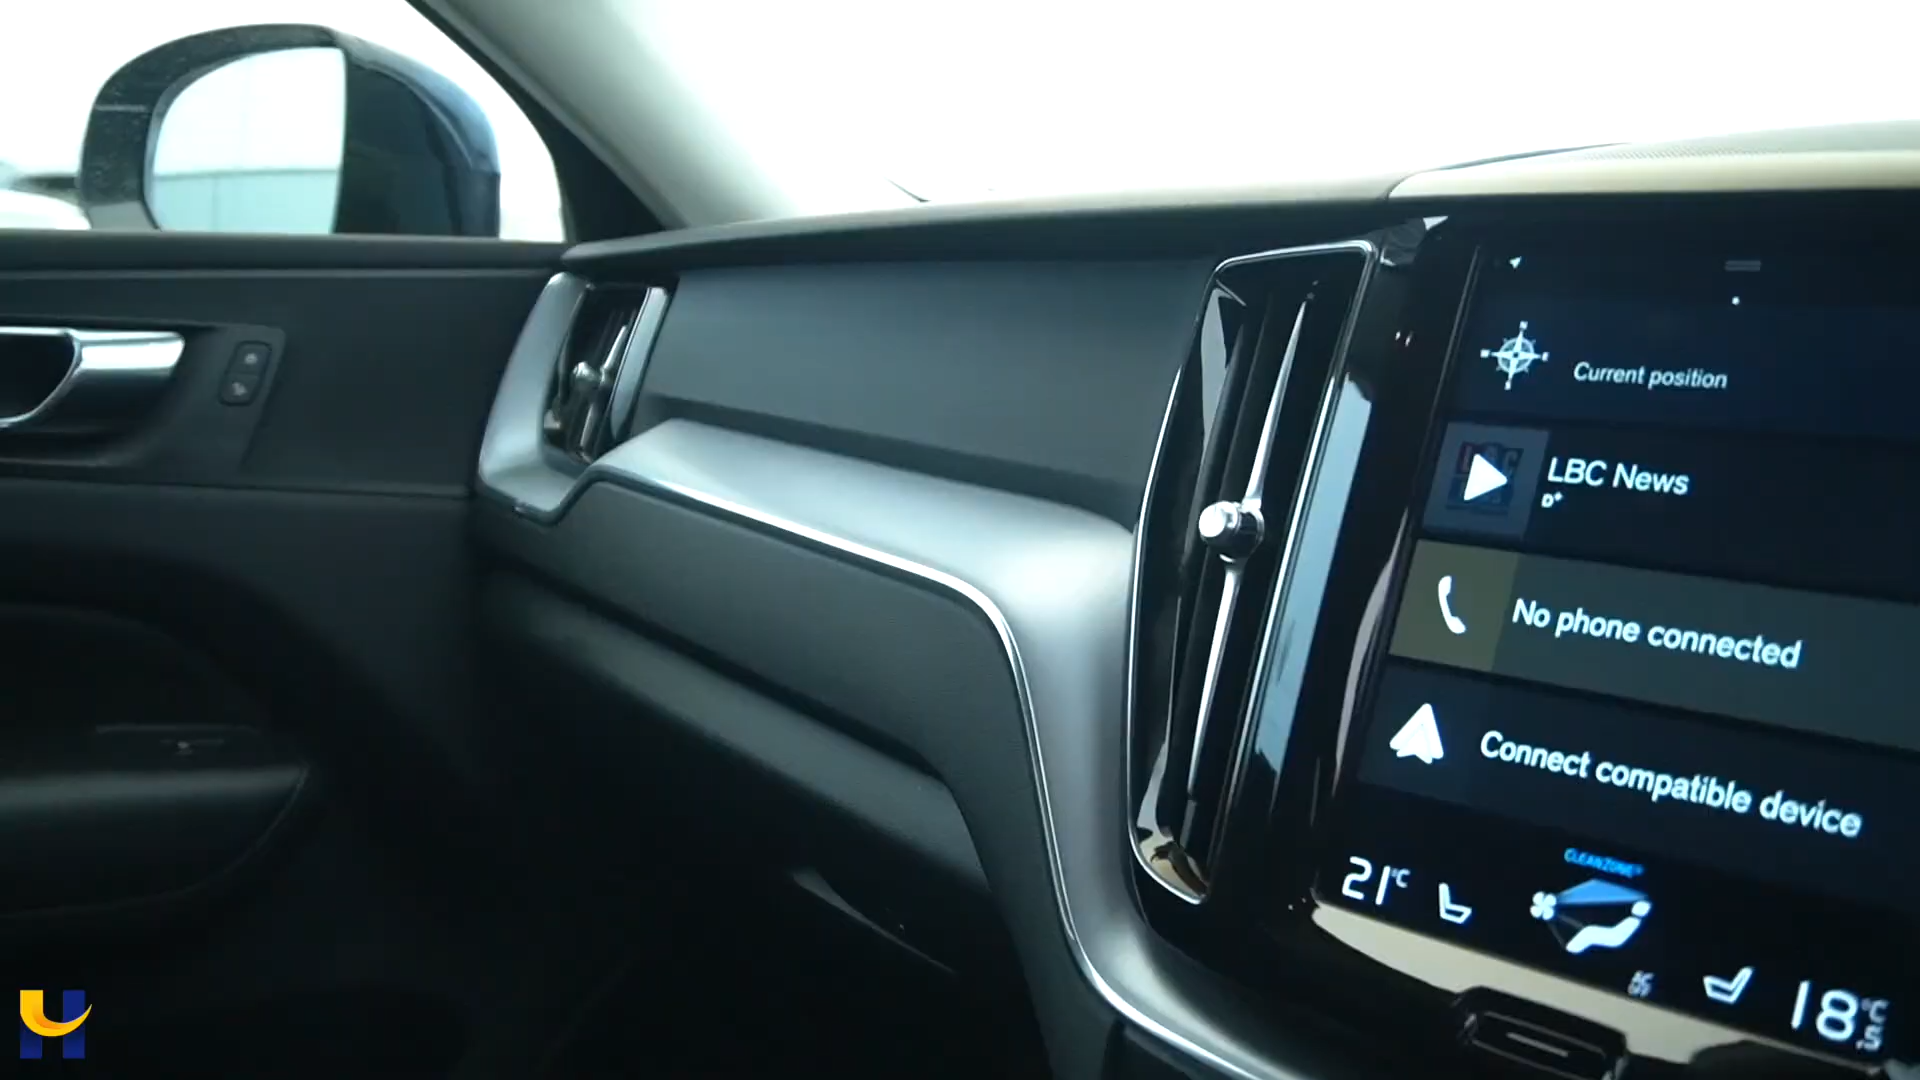 Current position
LBC News
D+
No phone connected
Connect compatible device
CLEANZONE
21°C
18.5°C